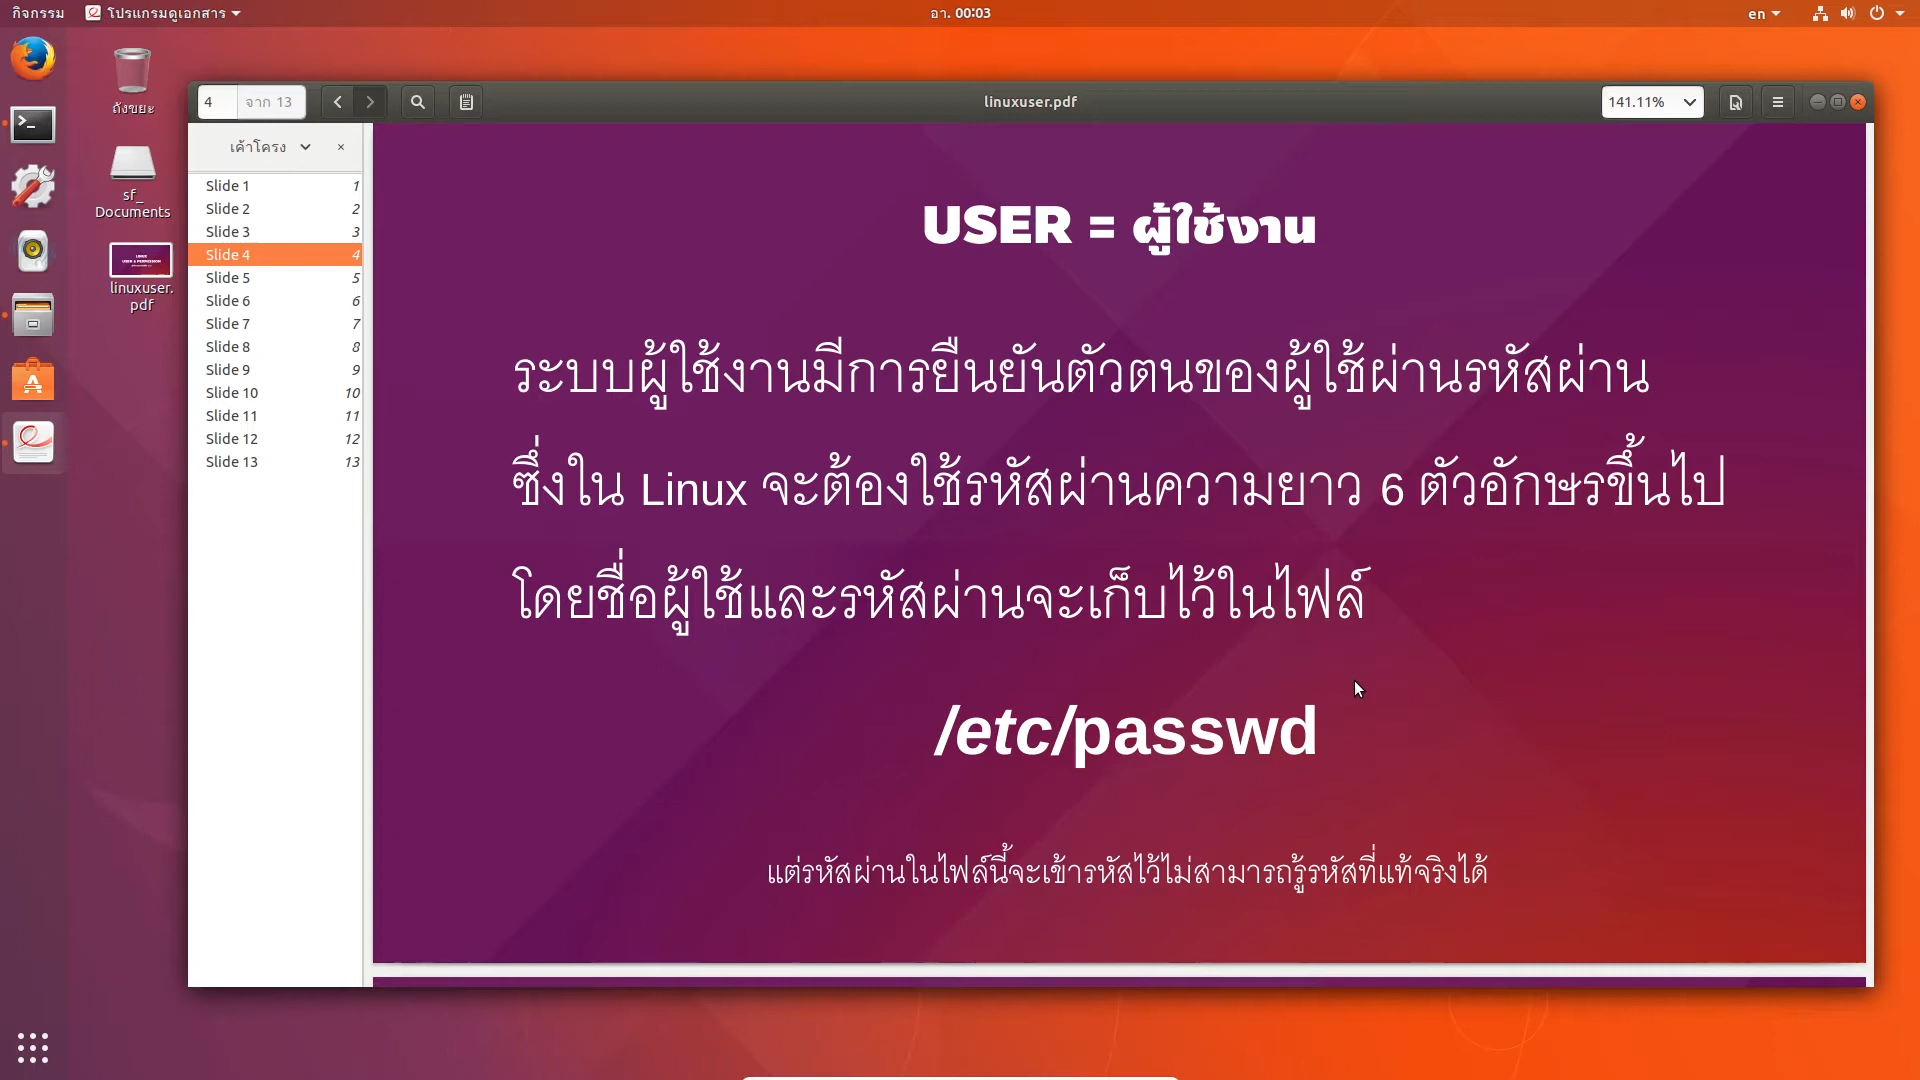 กิจกรรม
โปรแกรมดูเอกสาร
อา. 00:03
en
ถังขยะ
sf_
Documents
linuxuser.
pdf
4 จาก 13
linuxuser.pdf
141.11%
เค้าโครง
Slide 1 1
Slide 2 2
Slide 3 3
Slide 4 4
Slide 5 5
Slide 6 6
Slide 7 7
Slide 8 8
Slide 9 9
Slide 10 10
Slide 11 11
Slide 12 12
Slide 13 13
USER = ผู้ใช้งาน
ระบบผู้ใช้งานมีการยืนยันตัวตนของผู้ใช้ผ่านรหัสผ่าน
ซึ่งใน Linux จะต้องใช้รหัสผ่านความยาว 6 ตัวอักษรขึ้นไป
โดยชื่อผู้ใช้และรหัสผ่านจะเก็บไว้ในไฟล์
/etc/passwd
แต่รหัสผ่านในไฟล์นี้จะเข้ารหัสไว้ไม่สามารถรู้รหัสที่แท้จริงได้